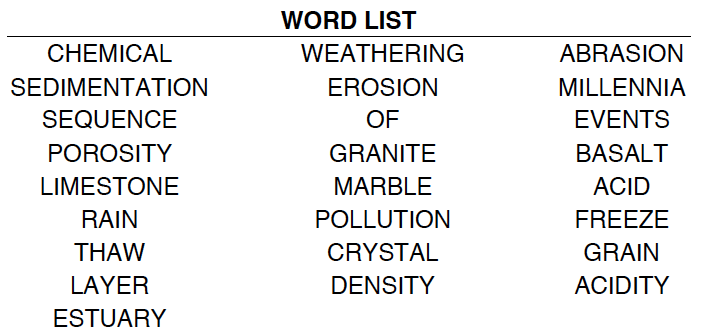 WORD LIST
CHEMICAL WEATHERING ABRASION
SEDIMENTATION EROSION MILLENNIA
SEQUENCE OF EVENTS
POROSITY GRANITE BASALT
LIMESTONE MARBLE ACID
RAIN POLLUTION FREEZE
THAW CRYSTAL GRAIN
LAYER DENSITY ACIDITY
ESTUARY